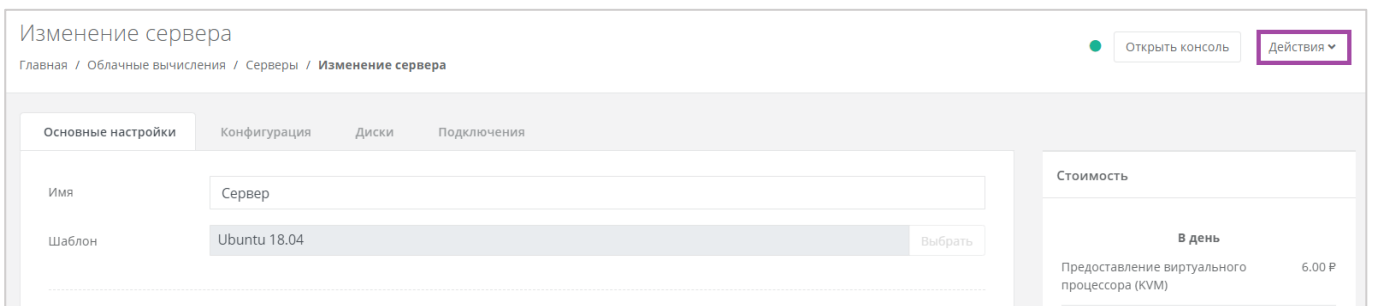 Изменение сервера
Главная / Облачные вычисления / Серверы / Изменение сервера
Открыть консоль
Действия
Основные настройки
Конфигурация
Диски
Подключения
Имя
Сервер
Шаблон
Ubuntu 18.04
Выбрать
Стоимость
В день
Предоставление виртуального 6.00 ₽
процессора (KVM)